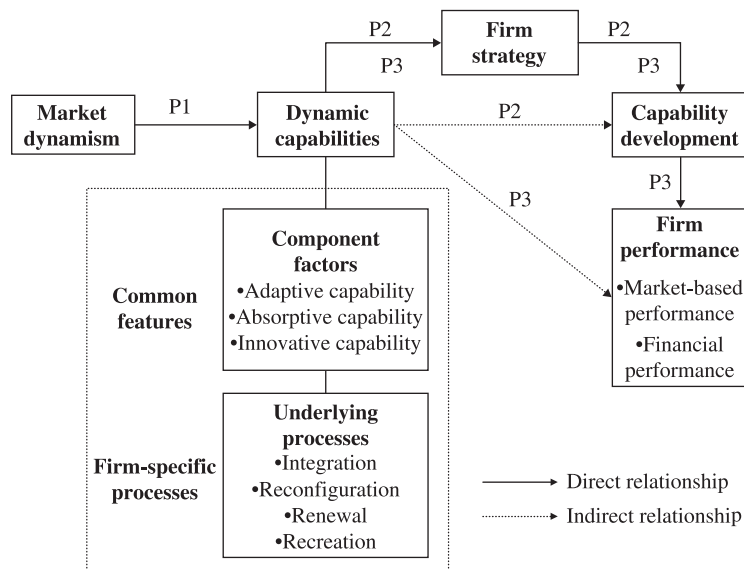 P2
Firm
strategy
P2
P3
P3
Market
dynamism
P1
Dynamic
capabilities
P2
Capability
development
P3
P3
Component
factors
•Adaptive capability
•Absorptive capability
•Innovative capability
Common
features
Firm
performance
•Market-based
performance
•Financial
performance
Underlying
processes
•Integration
•Reconfiguration
•Renewal
•Recreation
Firm-specific
processes
Direct relationship
Indirect relationship